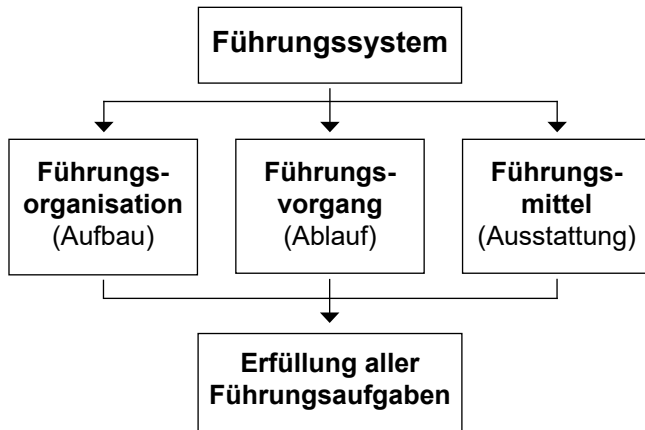 Führungssystem
Führungs-
organisation
(Aufbau)
Führungs-
vorgang
(Ablauf)
Führungs-
mittel
(Ausstattung)
Erfüllung aller
Führungsaufgaben